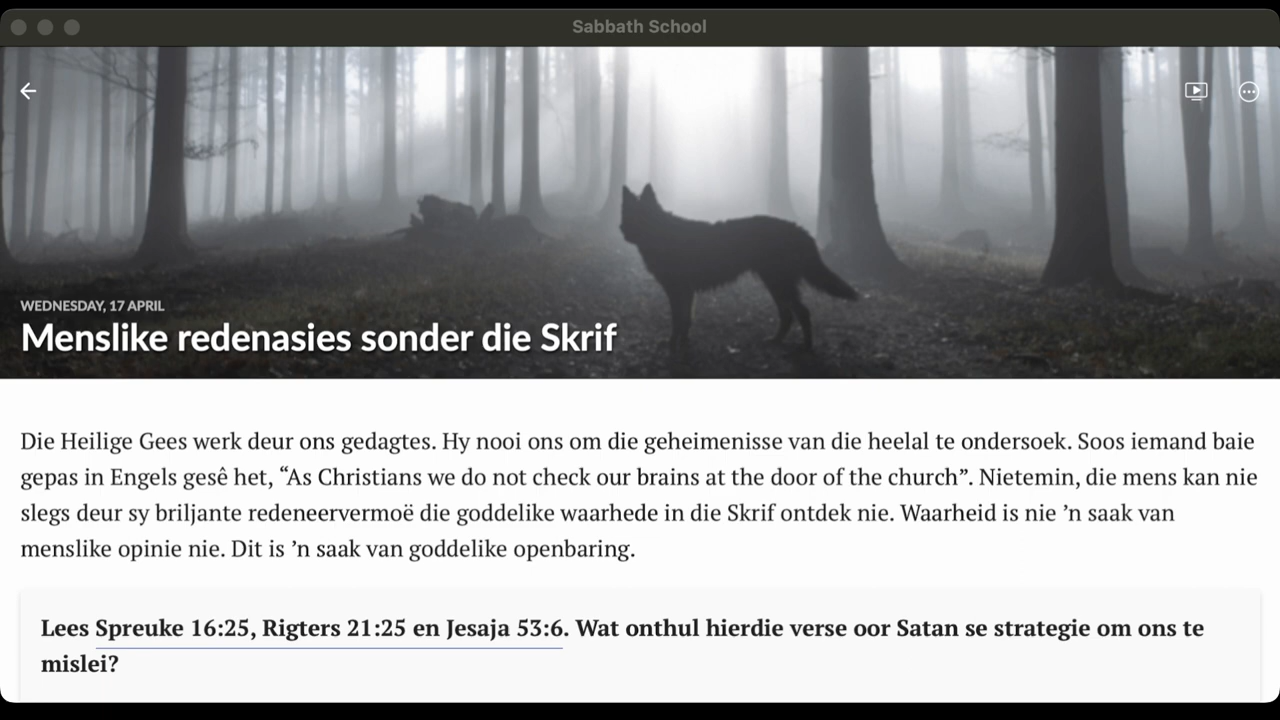 Sabbath School
WEDNESDAY, 17 APRIL
Menslike redenasies sonder die Skrif
Die Heilige Gees werk deur ons gedagtes. Hy nooi ons om die geheimenisse van die heelal te ondersoek. Soos iemand baie
gepas in Engels gesê het, “As Christians we do not check our brains at the door of the church”. Nietemin, die mens kan nie
slegs deur sy briljante redeneervermoë die goddelike waarhede in die Skrif ontdek nie. Waarheid is nie ’n saak van
menslike opinie nie. Dit is ’n saak van goddelike openbaring.
Lees Spreuke 16:25, Rigters 21:25 en Jesaja 53:6. Wat onthul hierdie verse oor Satan se strategie om ons te
mislei?